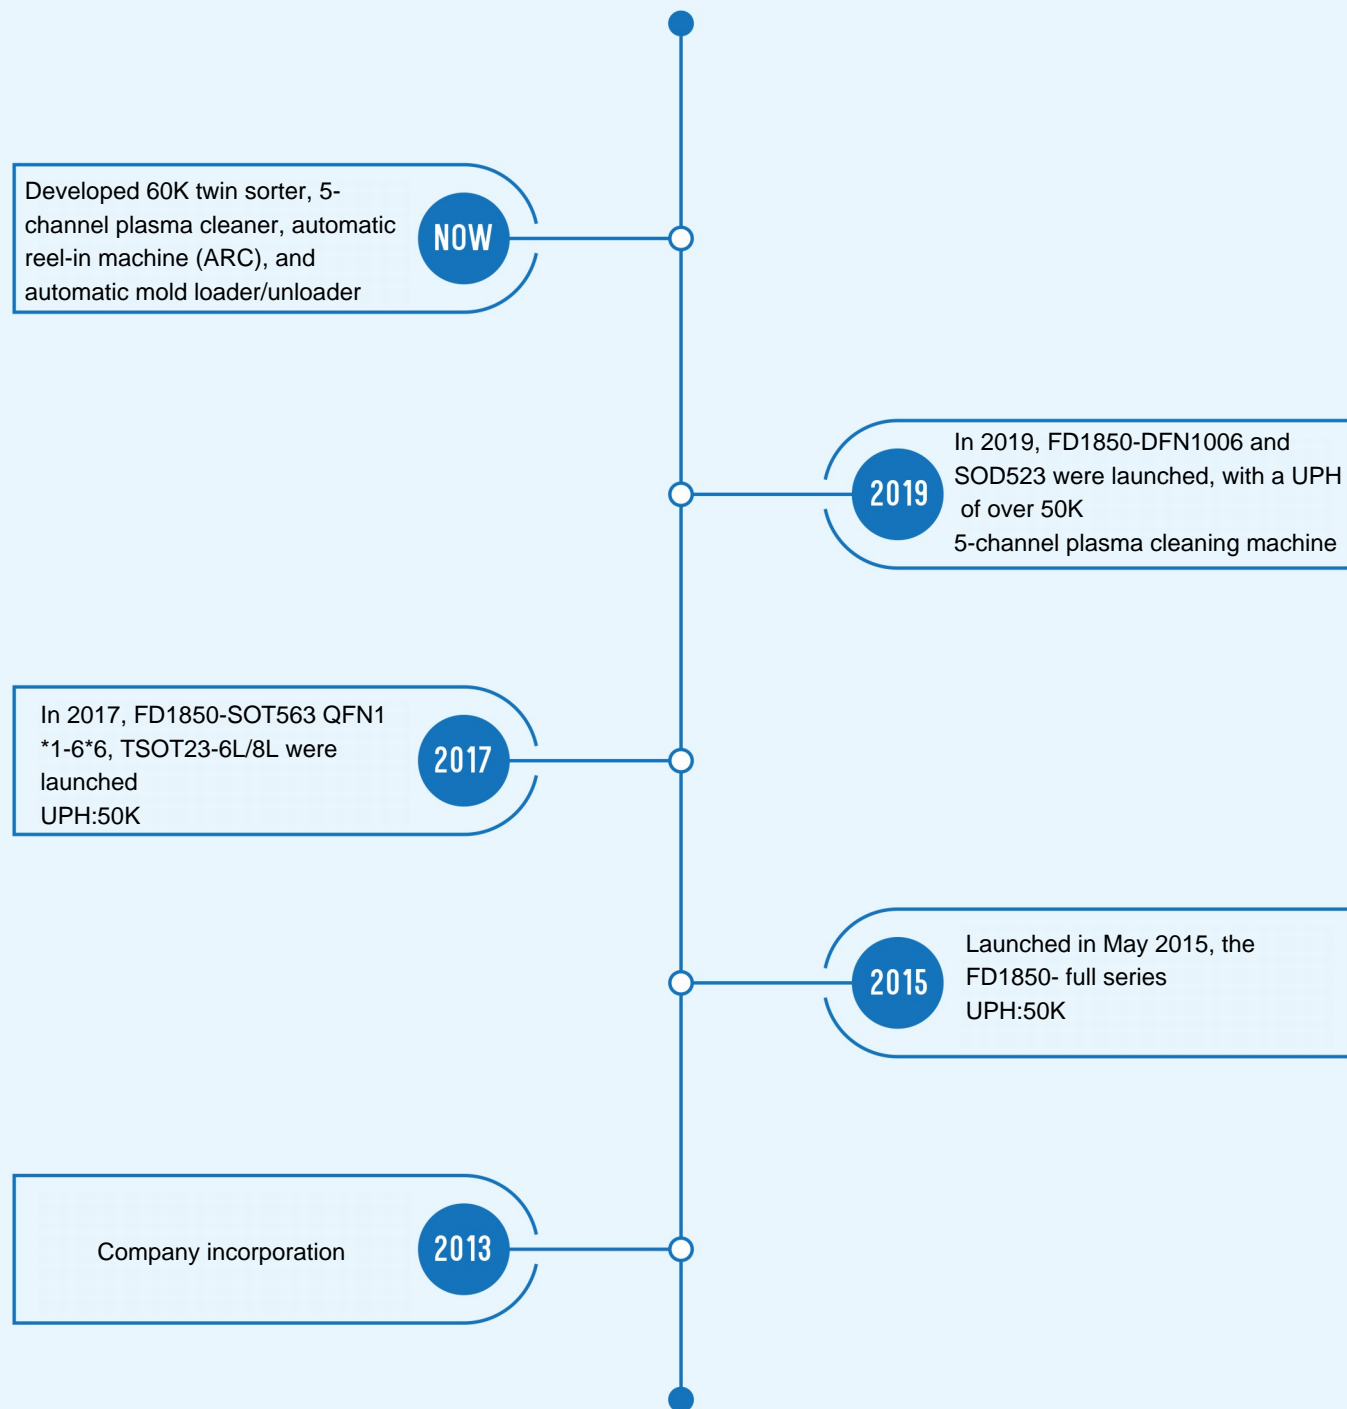 Developed 60K twin sorter, 5-
channel plasma cleaner, automatic
reel-in machine (ARC), and
automatic mold loader/unloader
NOW
In 2019, FD1850-DFN1006 and
SOD523 were launched, with a UPH
of over 50K
5-channel plasma cleaning machine
2019
In 2017, FD1850-SOT563 QFN1
*1-6*6, TSOT23-6L/8L were
launched
UPH:50K
2017
Launched in May 2015, the
FD1850- full series
UPH:50K
2015
Company incorporation
2013